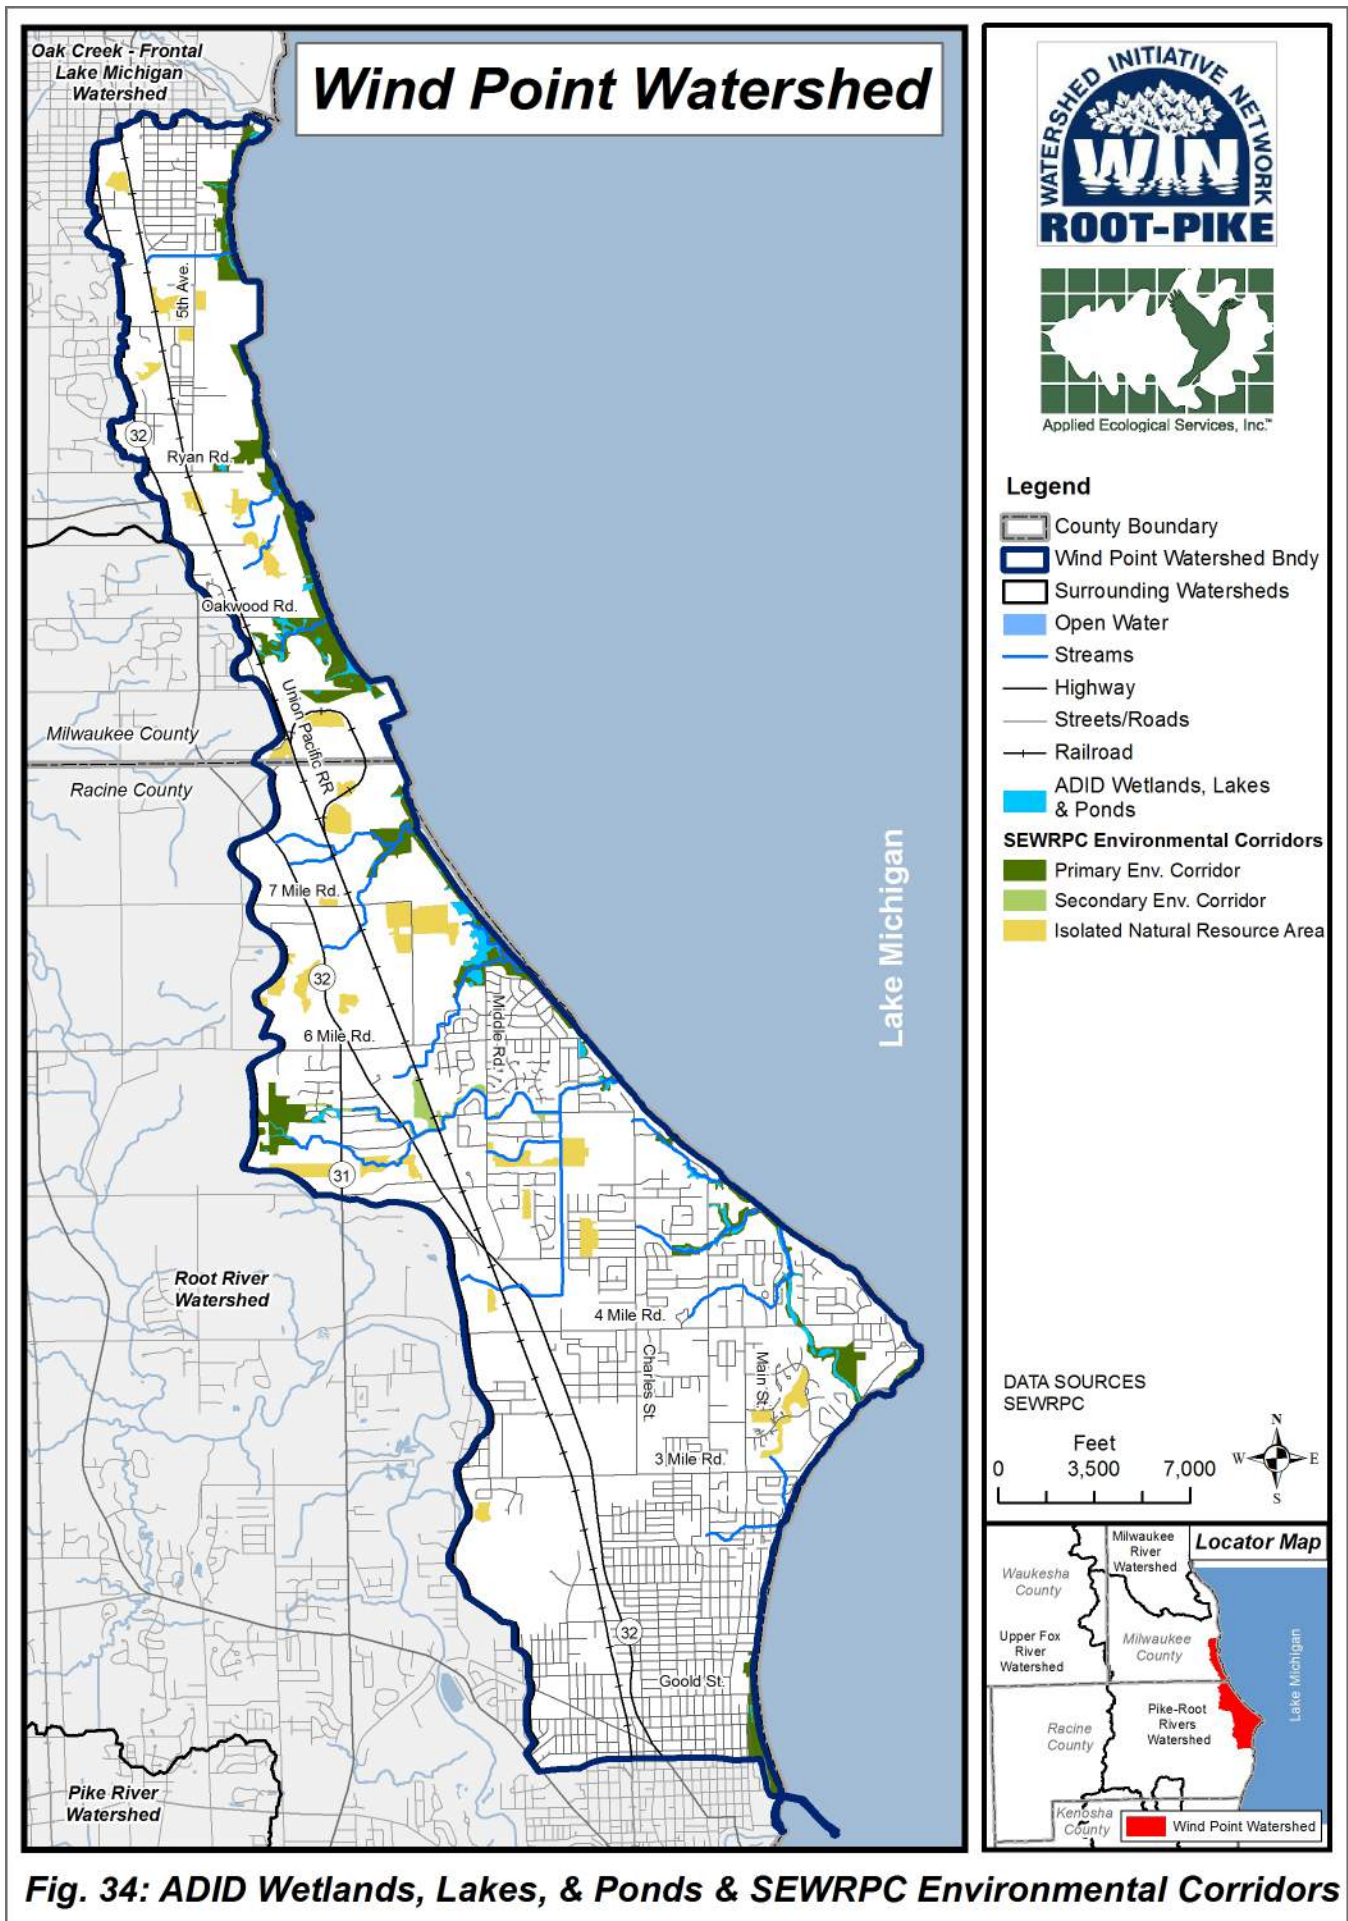 Oak Creek - Frontal
Lake Michigan
Watershed
Wind Point Watershed
5th Ave.
32
Ryan Rd.
Oakwood Rd.
Union Pacific RR
Milwaukee County
Racine County
7 Mile Rd.
32
Middle Rd.
6 Mile Rd.
31
Lake Michigan
Root River
Watershed
4 Mile Rd.
Charles St.
Main St.
3 Mile Rd.
32
Goold St.
Pike River
Watershed
WATERSHED INITIATIVE NETWORK
WIN
ROOT-PIKE
Applied Ecological Services, Inc.™
Legend
County Boundary
Wind Point Watershed Bndy
Surrounding Watersheds
Open Water
Streams
Highway
Streets/Roads
Railroad
ADID Wetlands, Lakes
& Ponds
SEWRPC Environmental Corridors
Primary Env. Corridor
Secondary Env. Corridor
Isolated Natural Resource Area
DATA SOURCES
SEWRPC
Feet
0 3,500 7,000
N
W E
S
Locator Map
Milwaukee
River
Watershed
Waukesha
County
Upper Fox
River
Watershed
Milwaukee
County
Lake Michigan
Racine
County
Pike-Root
Rivers
Watershed
Kenosha
County
Wind Point Watershed
Fig. 34: ADID Wetlands, Lakes, & Ponds & SEWRPC Environmental Corridors